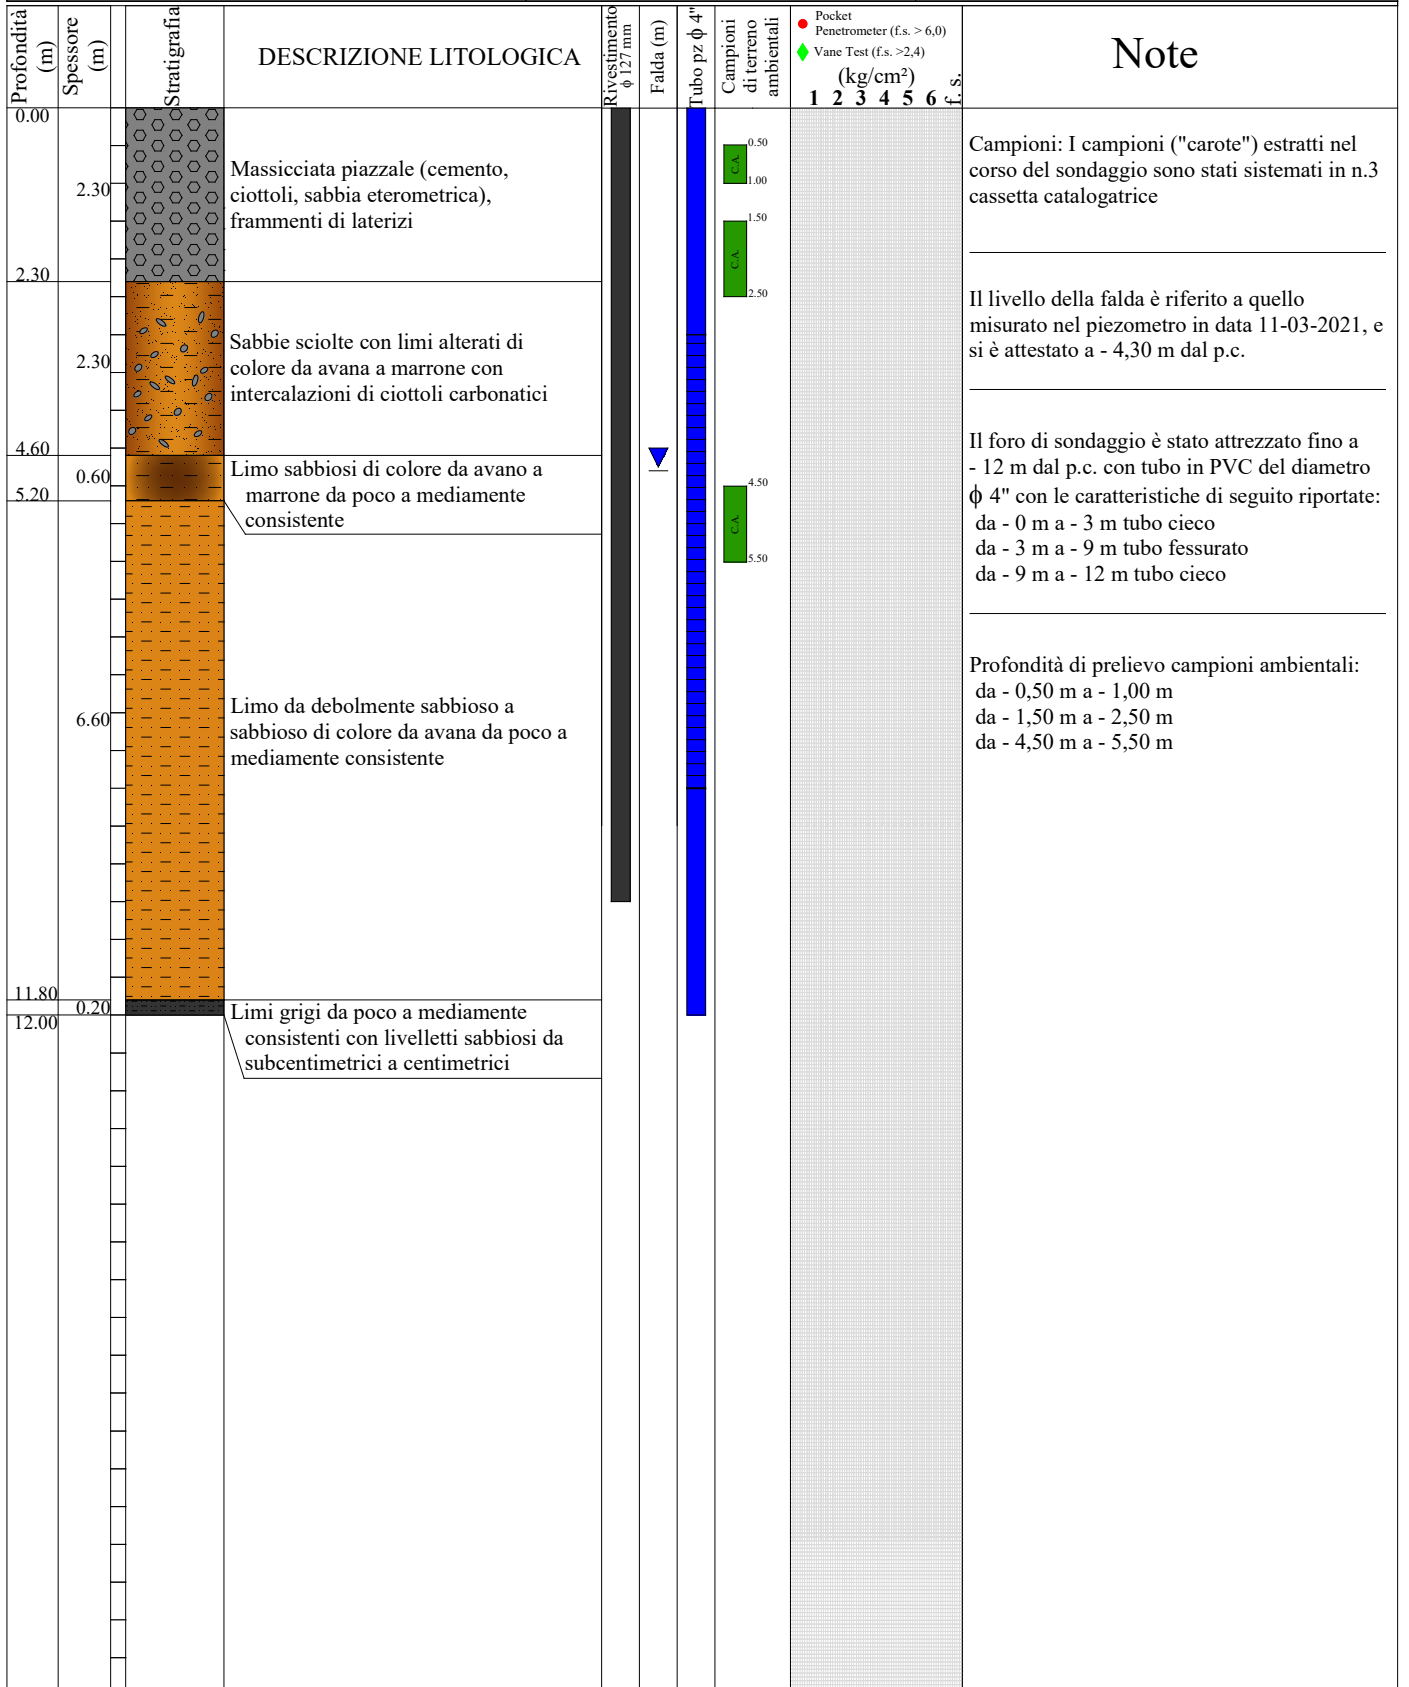 Profondità
(m)
Spessore
(m)
Stratigrafia
DESCRIZIONE LITOLOGICA
Rivestimento
ϕ 127 mm
Falda (m)
Tubo pz ϕ 4"
Campioni
di terreno
ambientali
Pocket
Penetrometer (f.s. > 6,0)
Vane Test (f.s. >2,4)
(kg/cm²)
1 2 3 4 5 6 f. s.
Note
0.00
2.30
Massicciata piazzale (cemento,
ciottoli, sabbia eterometrica),
frammenti di laterizi
2.30
2.30
Sabbie sciolte con limi alterati di
colore da avana a marrone con
intercalazioni di ciottoli carbonatici
4.60
0.60
Limo sabbiosi di colore da avano a
marrone da poco a mediamente
consistente
5.20
6.60
Limo da debolmente sabbioso a
sabbioso di colore da avana da poco a
mediamente consistente
11.80
0.20
Limi grigi da poco a mediamente
consistenti con livelletti sabbiosi da
subcentimetrici a centimetrici
12.00
0.50
C.A.
1.00
1.50
C.A.
2.50
4.50
C.A.
5.50
Campioni: I campioni ("carote") estratti nel
corso del sondaggio sono stati sistemati in n.3
cassetta catalogatrice
Il livello della falda è riferito a quello
misurato nel piezometro in data 11-03-2021, e
si è attestato a - 4,30 m dal p.c.
Il foro di sondaggio è stato attrezzato fino a
- 12 m dal p.c. con tubo in PVC del diametro
ϕ 4" con le caratteristiche di seguito riportate:
da - 0 m a - 3 m tubo cieco
da - 3 m a - 9 m tubo fessurato
da - 9 m a - 12 m tubo cieco
Profondità di prelievo campioni ambientali:
da - 0,50 m a - 1,00 m
da - 1,50 m a - 2,50 m
da - 4,50 m a - 5,50 m